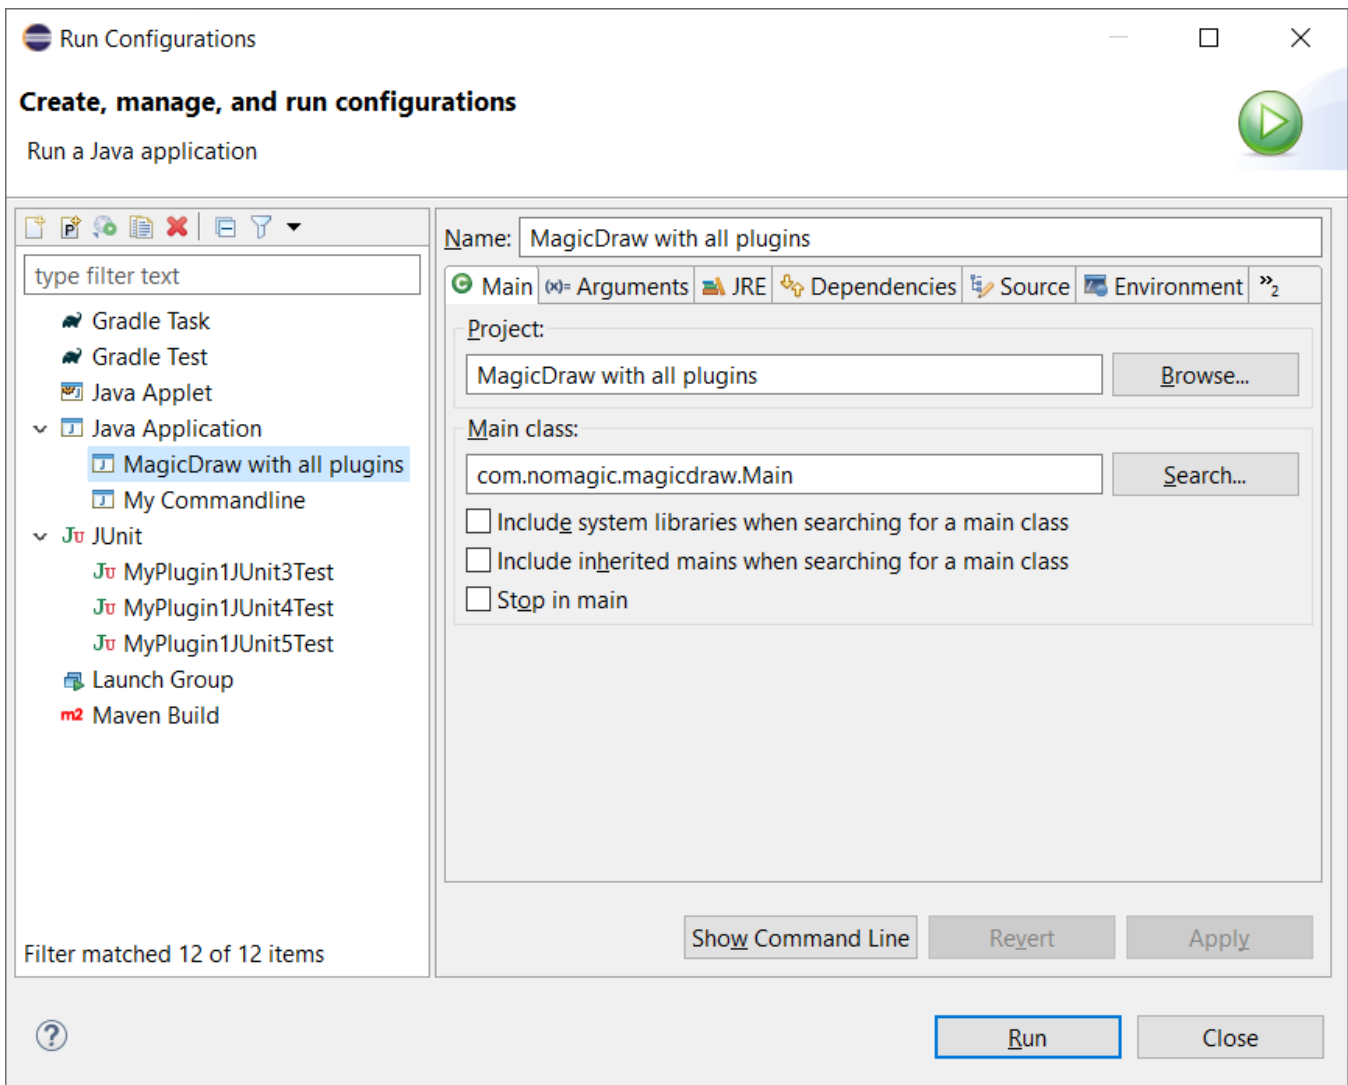 Run Configurations
Create, manage, and run configurations
Run a Java application
type filter text
Gradle Task
Gradle Test
Java Applet
Java Application
MagicDraw with all plugins
My Commandline
JUnit
MyPlugin1JUnit3Test
MyPlugin1JUnit4Test
MyPlugin1JUnit5Test
Launch Group
m2 Maven Build
Filter matched 12 of 12 items
Name: MagicDraw with all plugins
Main (x)= Arguments JRE Dependencies Source Environment »2
Project:
MagicDraw with all plugins Browse...
Main class:
com.nomagic.magicdraw.Main Search...
Include system libraries when searching for a main class
Include inherited mains when searching for a main class
Stop in main
Show Command Line Revert Apply
Run Close